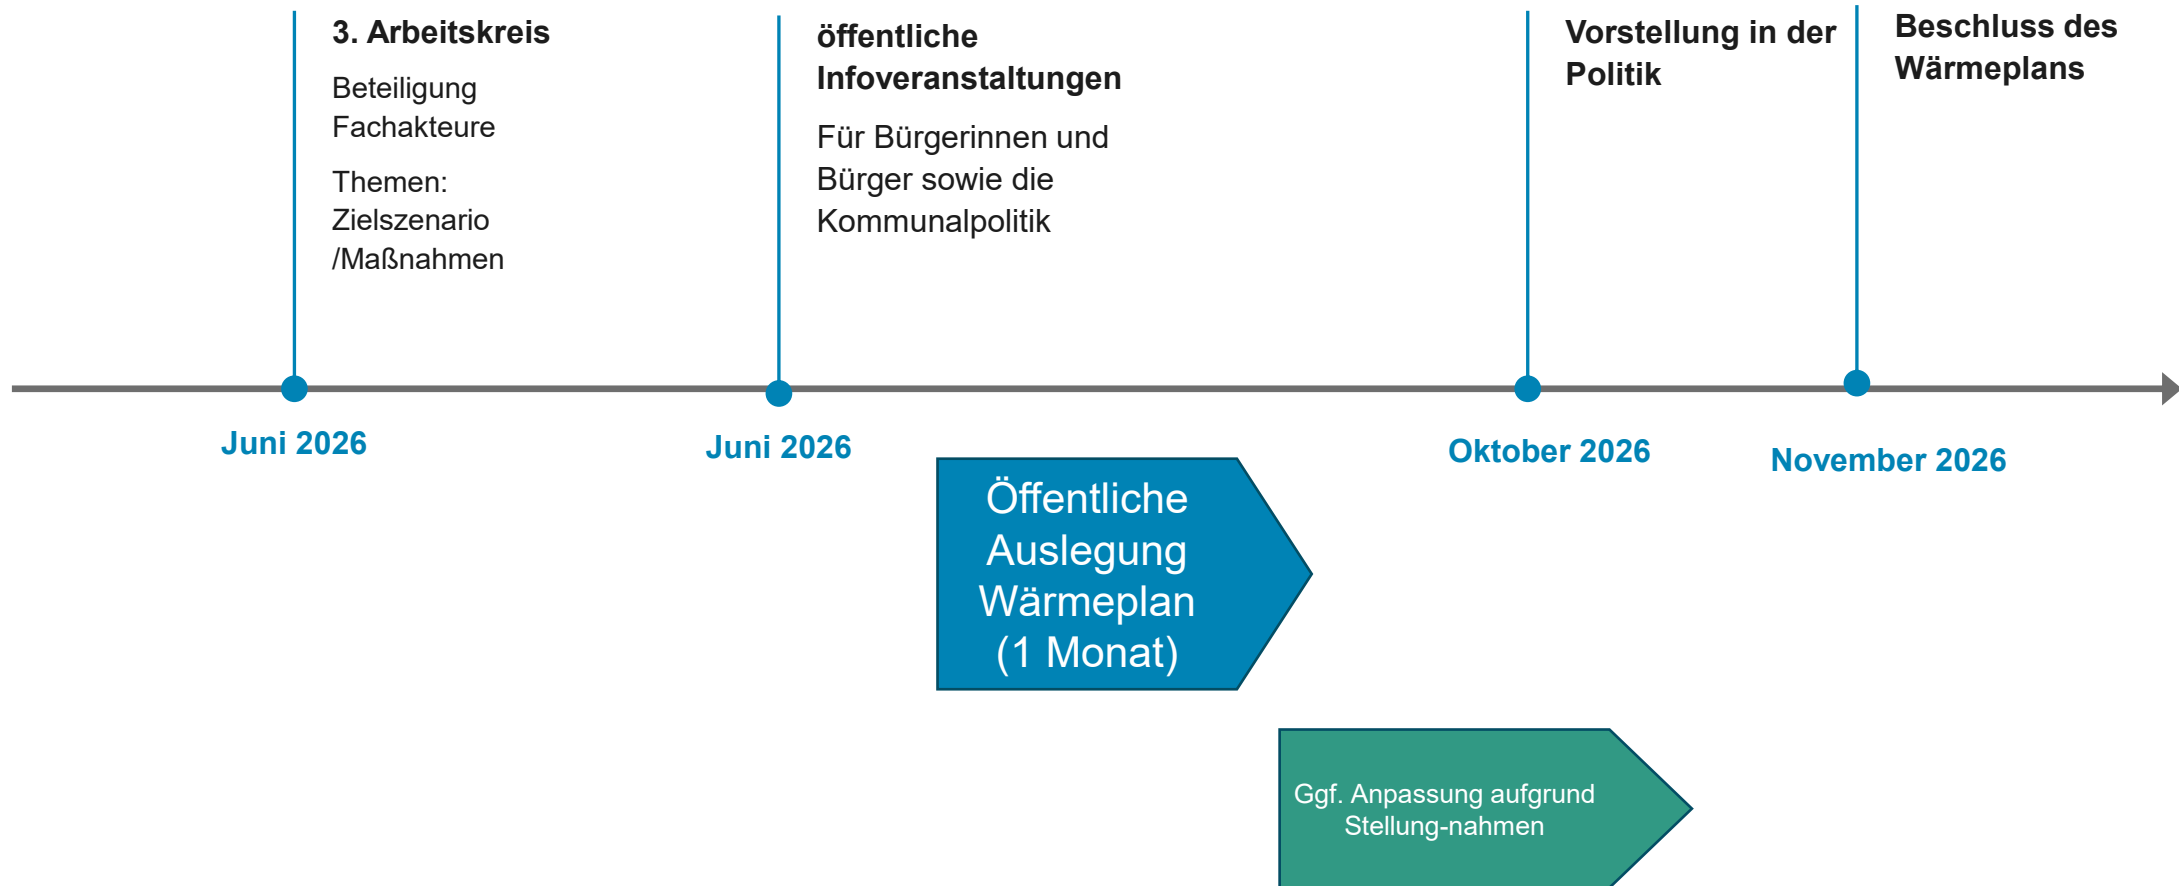 3. Arbeitskreis
Beteiligung
Fachakteure
Themen:
Zielszenario
/Maßnahmen
öffentliche
Infoveranstaltungen
Für Bürgerinnen und
Bürger sowie die
Kommunalpolitik
Vorstellung in der
Politik
Beschluss des
Wärmeplans
Juni 2026
Juni 2026
Oktober 2026
November 2026
Öffentliche
Auslegung
Wärmeplan
(1 Monat)
Ggf. Anpassung aufgrund
Stellung-nahmen